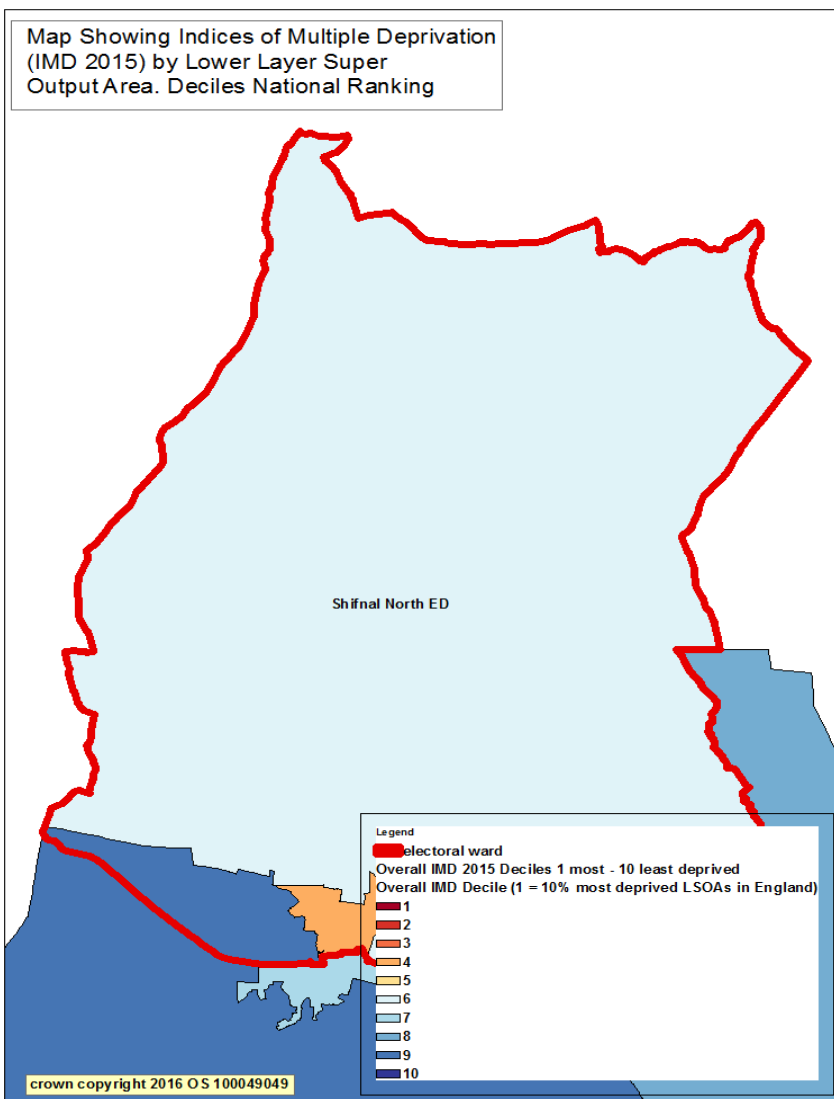 Map Showing Indices of Multiple Deprivation
(IMD 2015) by Lower Layer Super
Output Area. Deciles National Ranking
Shifnal North ED
Legend
electoral ward
Overall IMD 2015 Deciles 1 most - 10 least deprived
Overall IMD Decile (1 = 10% most deprived LSOAs in England)
1
2
3
4
5
6
7
8
9
10
crown copyright 2016 OS 100049049